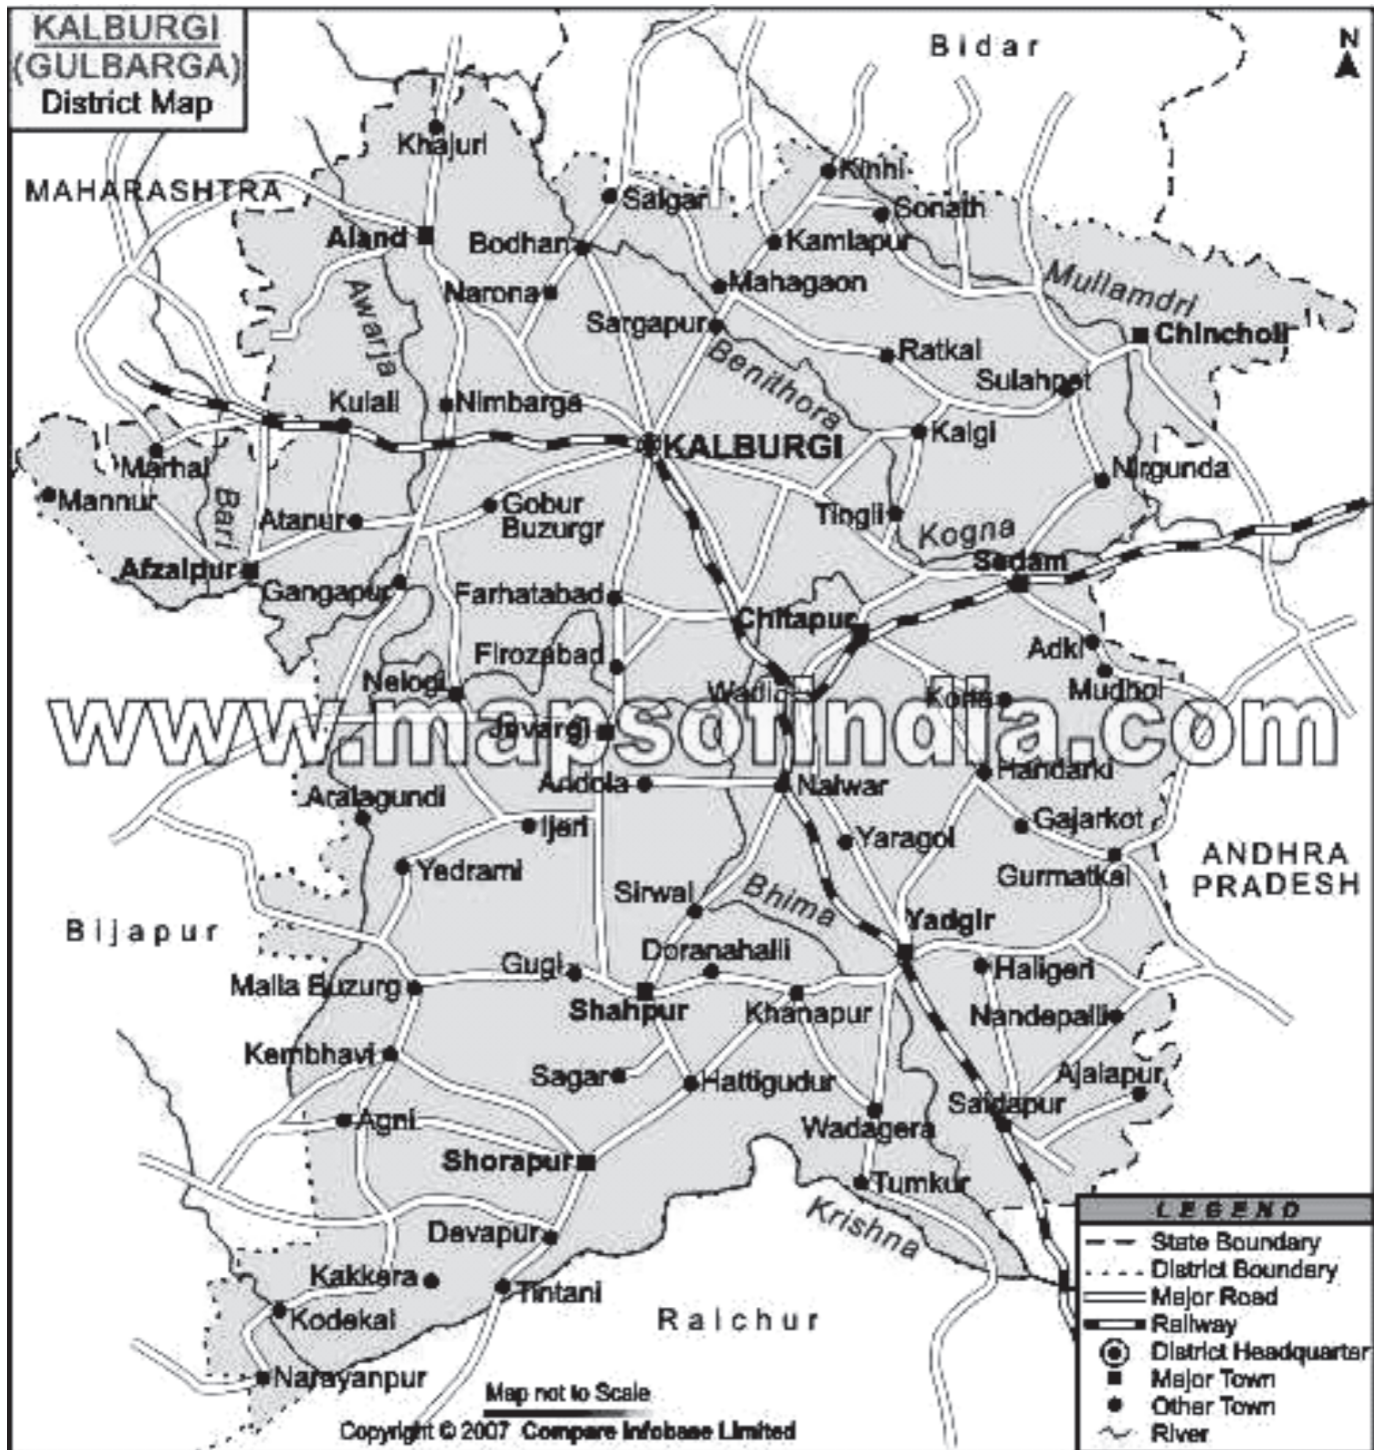 KALBURGI
(GULBARGA)
District Map
Bidar
N
Khajuri
MAHARASHTRA
Kinhi
Salgar
Sonath
Aland
Bodhan
Kamlapur
Mullamdri
Awarja
Narona
Mahagaon
Sargapur
Chincholi
Benithora
Ratkal
Sulahpet
Kulali
Nimbarga
Kalgi
KALBURGI
Marhal
Nirgunda
Mannur
Bari
Atanur
Gobur
Buzurgr
Tingli
Kogna
Afzalpur
Sedam
Gangapur
Farhatabad
Chitapur
Adki
Firozabad
Nelogi
Wadi
Korla
Mudhol
www.mapsofindia.com
Jevargi
Andola
Nalwar
Handarki
Aralagundi
Ijeri
Yaragol
Gajarkot
Yedrami
Gurmatkal
ANDHRA
PRADESH
Sirwal
Bhima
Yadgir
Bijapur
Gugi
Doranahalli
Haligeri
Malla Buzurg
Shahpur
Khanapur
Nandepalli
Kembhavi
Sagar
Hattigudur
Ajalapur
Saidapur
Agni
Wadagera
Shorapur
Tumkur
Krishna
Devapur
Kakkera
Tintani
Kodekal
Raichur
Narayanpur
LEGEND
State Boundary
District Boundary
Major Road
Railway
District Headquarter
Major Town
Other Town
River
Map not to Scale
Copyright © 2007 Compare Infobase Limited